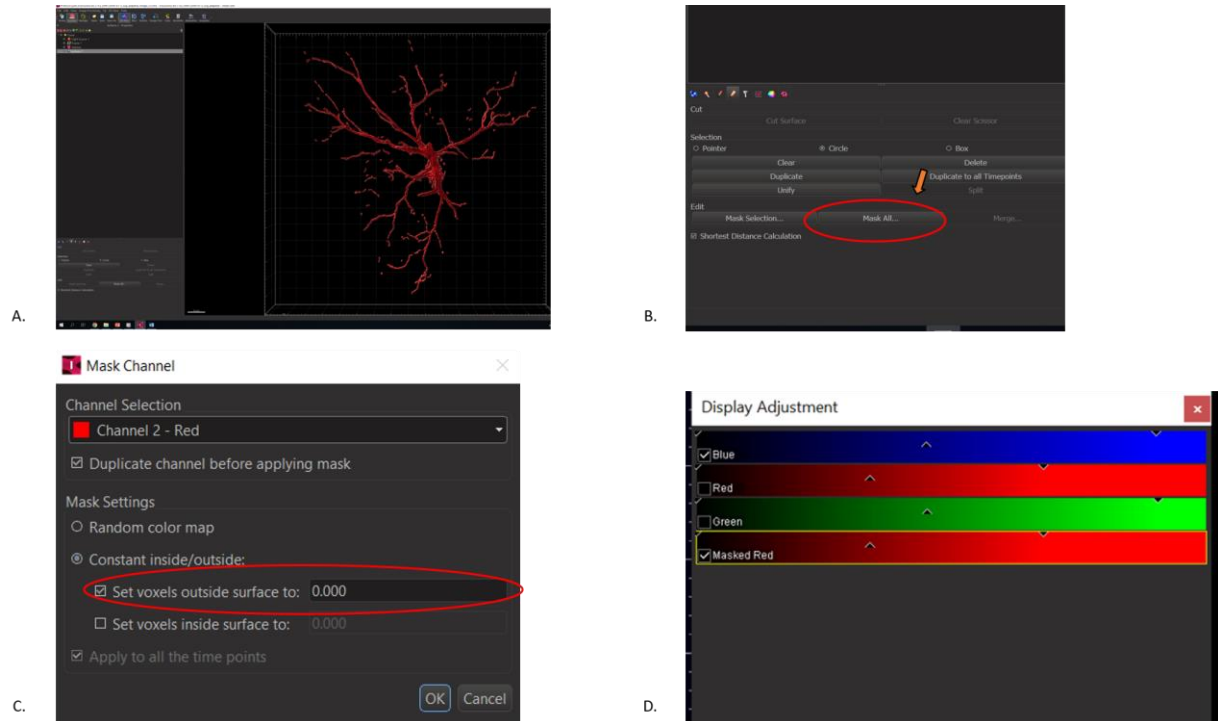 A.
Cut
Cut Surface Clear Scissor
Selection
Pointer Circle Box
Clear Delete
Duplicate Duplicate to all Timepoints
Unify Split
Edit
Mask Selection... Mask All... Merge...
Shortest Distance Calculation
B.
Mask Channel
Channel Selection
Channel 2 - Red
Duplicate channel before applying mask
Mask Settings
Random color map
Constant inside/outside:
Set voxels outside surface to: 0.000
Set voxels inside surface to: 0.000
Apply to all the time points
OK Cancel
C.
Display Adjustment
Blue
Red
Green
Masked Red
D.